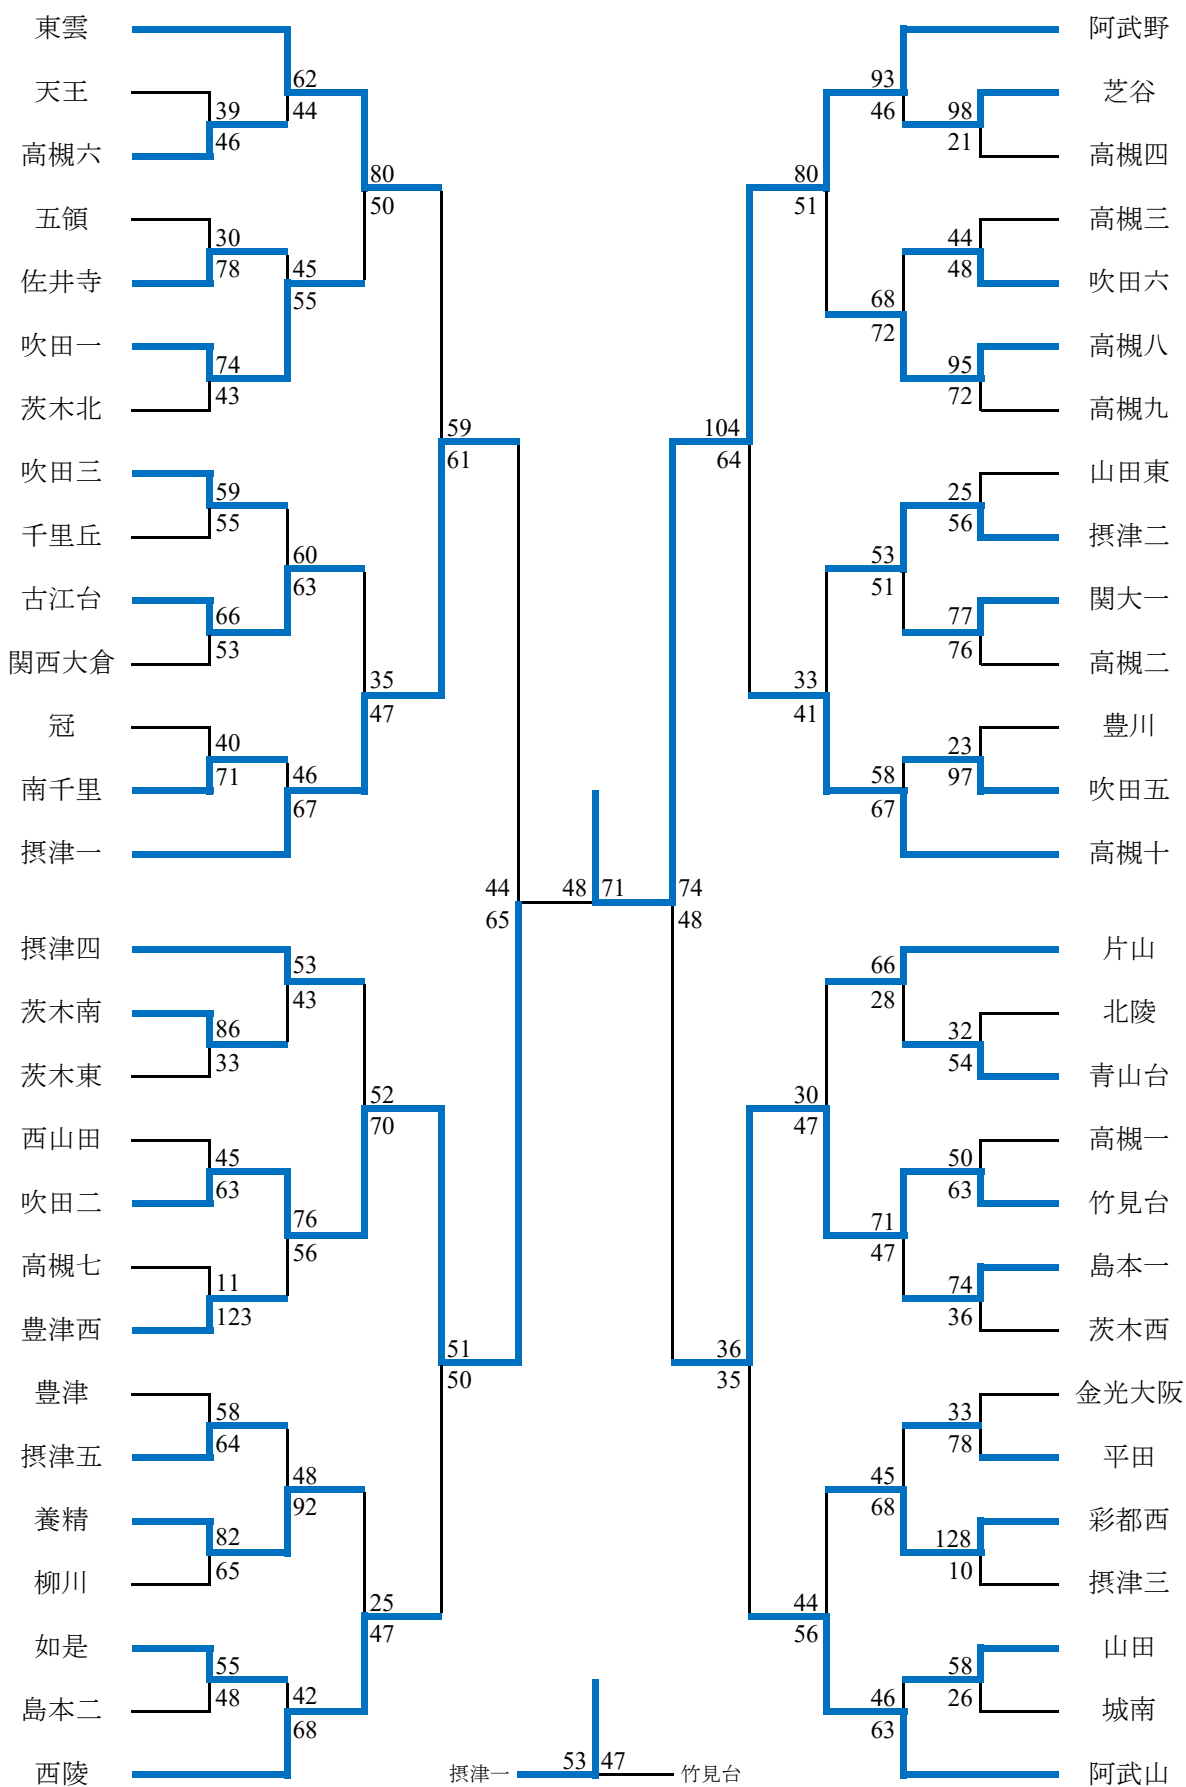 東雲
阿武野
62
93
天王
芝谷
44
46
39
98
高槻六
高槻四
46
21
80
80
50
51
五領
高槻三
30
44
佐井寺
吹田六
78
48
45
68
55
72
吹田一
高槻八
74
95
茨木北
高槻九
43
72
59
104
61
64
吹田三
山田東
59
25
千里丘
摂津二
55
56
60
53
63
51
古江台
関大一
66
77
関西大倉
高槻二
53
76
35
33
47
41
冠
豊川
40
23
南千里
吹田五
71
97
46
58
67
67
摂津一
高槻十
44
48
71
74
65
48
摂津四
片山
53
66
43
28
茨木南
北陵
86
32
茨木東
青山台
33
54
52
30
70
47
西山田
高槻一
45
50
吹田二
竹見台
63
63
76
71
56
47
高槻七
島本一
11
74
豊津西
茨木西
123
36
51
36
50
35
豊津
金光大阪
58
33
摂津五
平田
64
78
48
45
92
68
養精
彩都西
82
128
柳川
摂津三
65
10
25
44
47
56
如是
山田
55
58
島本二
城南
48
26
42
46
68
63
西陵
阿武山
摂津一
53
47
竹見台